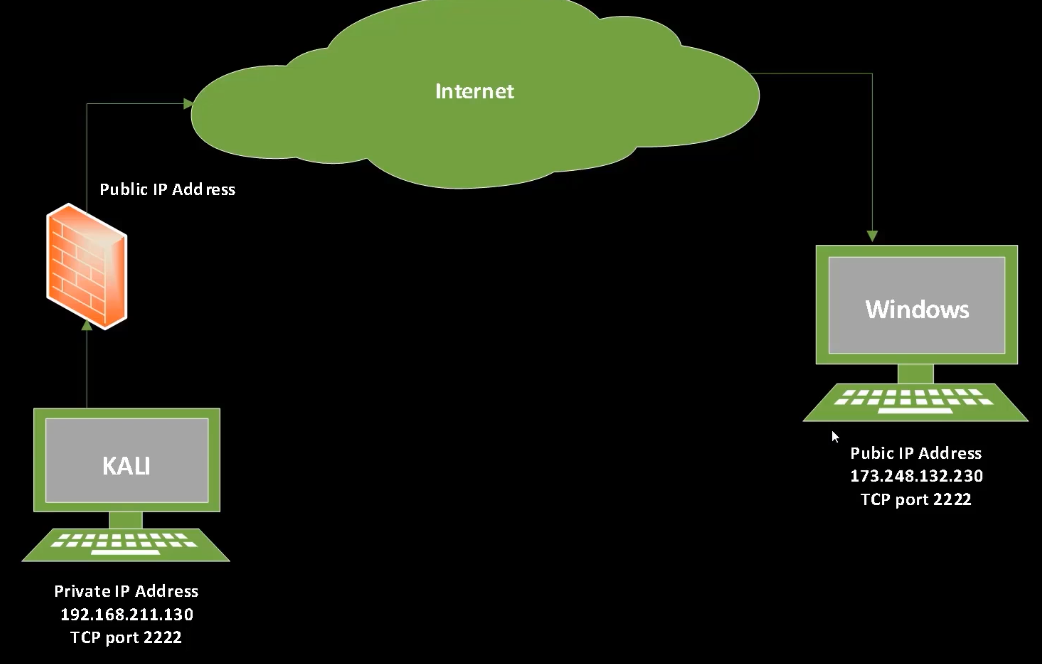 Internet
Public IP Address
Windows
KALI
Pubic IP Address
173.248.132.230
TCP port 2222
Private IP Address
192.168.211.130
TCP port 2222